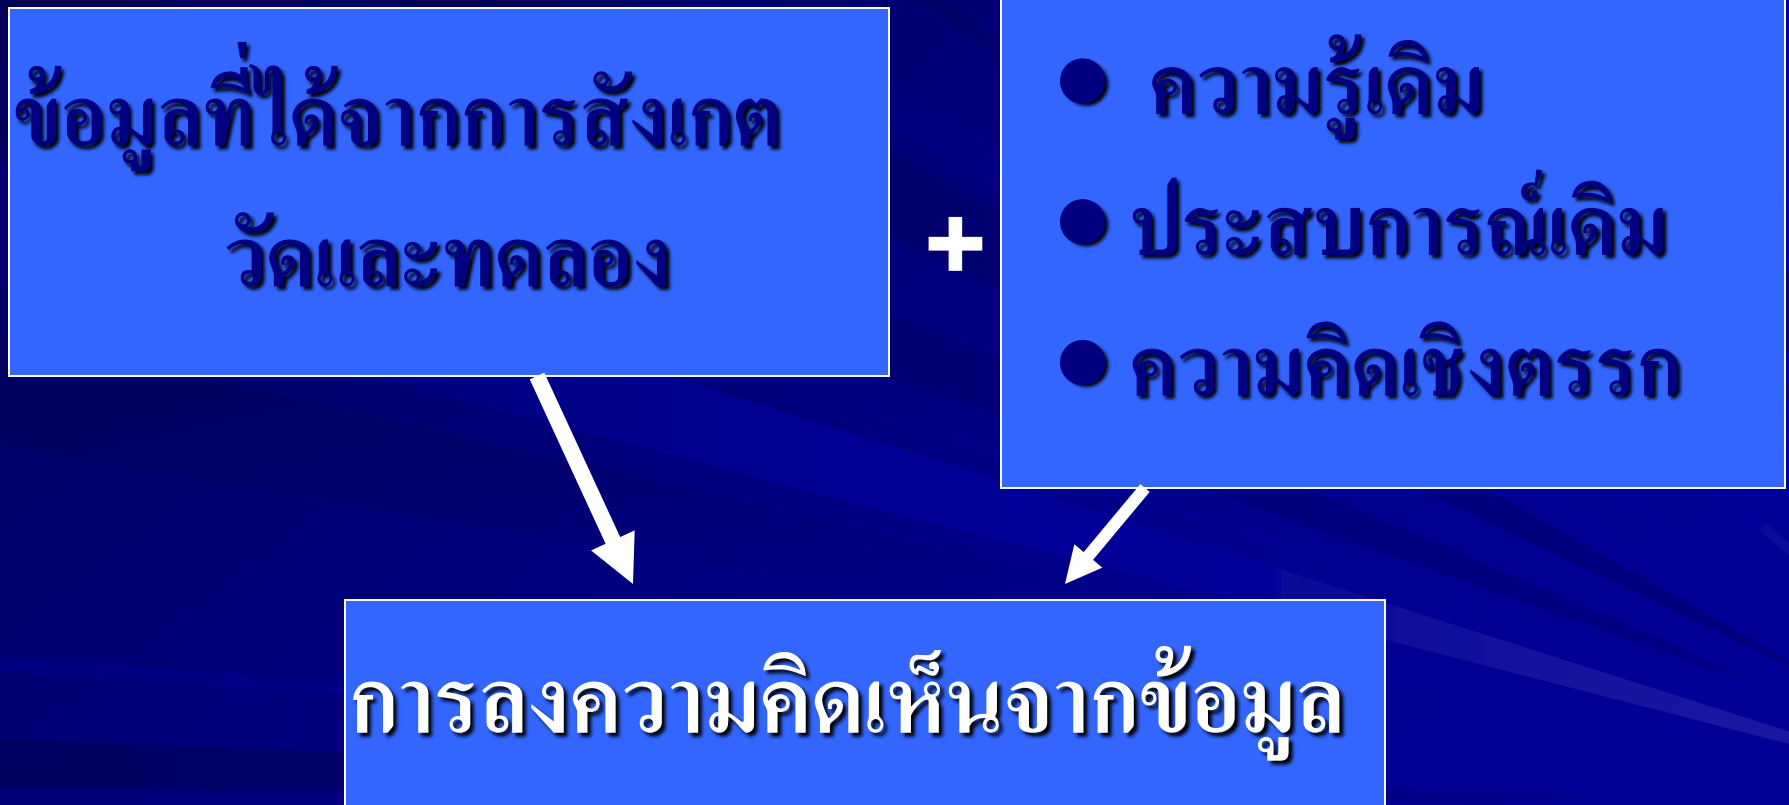 ข้อมูลที่ได้จากการสังเกต
วัดและทดลอง
+
● ความรู้เดิม
● ประสบการณ์เดิม
● ความคิดเชิงตรรก
การลงความคิดเห็นจากข้อมูล